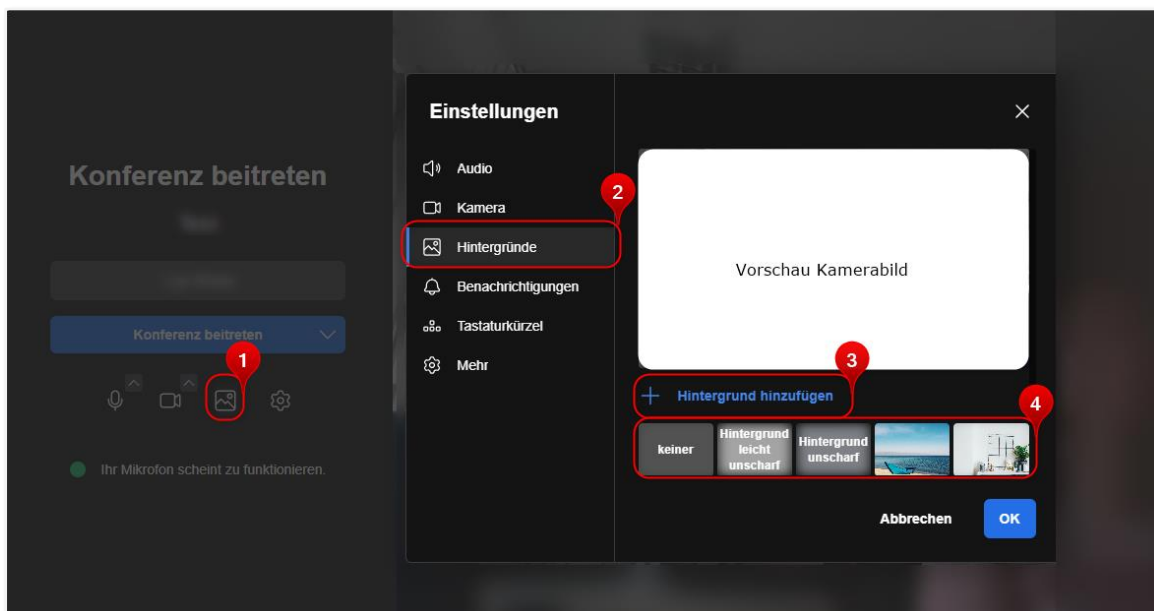 Konferenz beitreten
Konferenz beitreten
1
Ihr Mikrofon scheint zu funktionieren.
Einstellungen
Audio
Kamera
2
Hintergründe
Benachrichtigungen
Tastaturkürzel
Mehr
Vorschau Kamerabild
3
Hintergrund hinzufügen
4
keiner
Hintergrund
leicht
unscharf
Hintergrund
unscharf
Abbrechen
OK